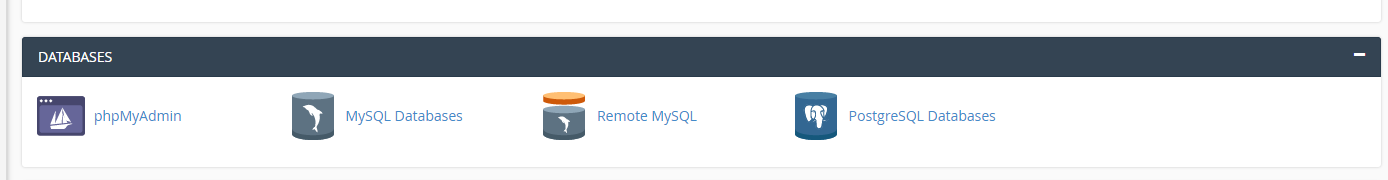 DATABASES
phpMyAdmin
MySQL Databases
Remote MySQL
PostgreSQL Databases